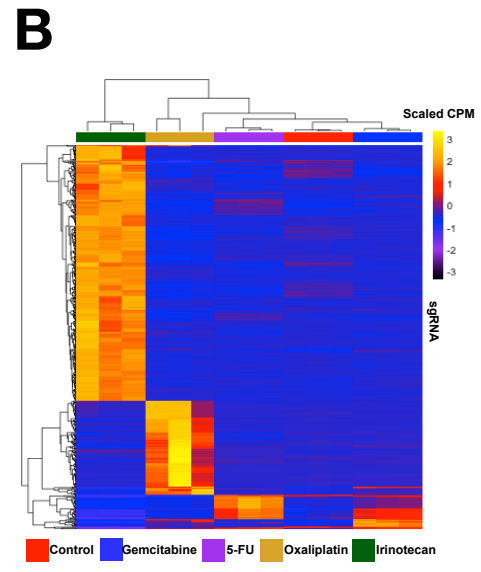 B
Scaled CPM
3
2
1
0
-1
-2
-3
sgRNA
Control Gemcitabine 5-FU Oxaliplatin Irinotecan